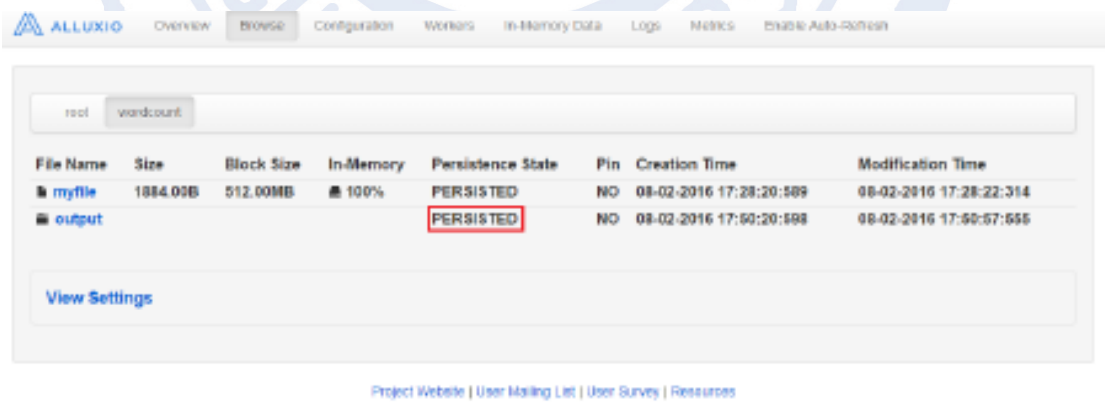 ALLUXIO Overview Browse Configuration Workers In-Memory Data Logs Metrics Enable Auto-Refresh
root wordcount
File Name Size Block Size In-Memory Persistence State Pin Creation Time Modification Time
myfile 1884.00B 512.00MB 100% PERSISTED NO 08-02-2016 17:28:20:589 08-02-2016 17:28:22:314
output PERSISTED NO 08-02-2016 17:50:20:598 08-02-2016 17:50:57:655
View Settings
Project Website | User Mailing List | User Survey | Resources